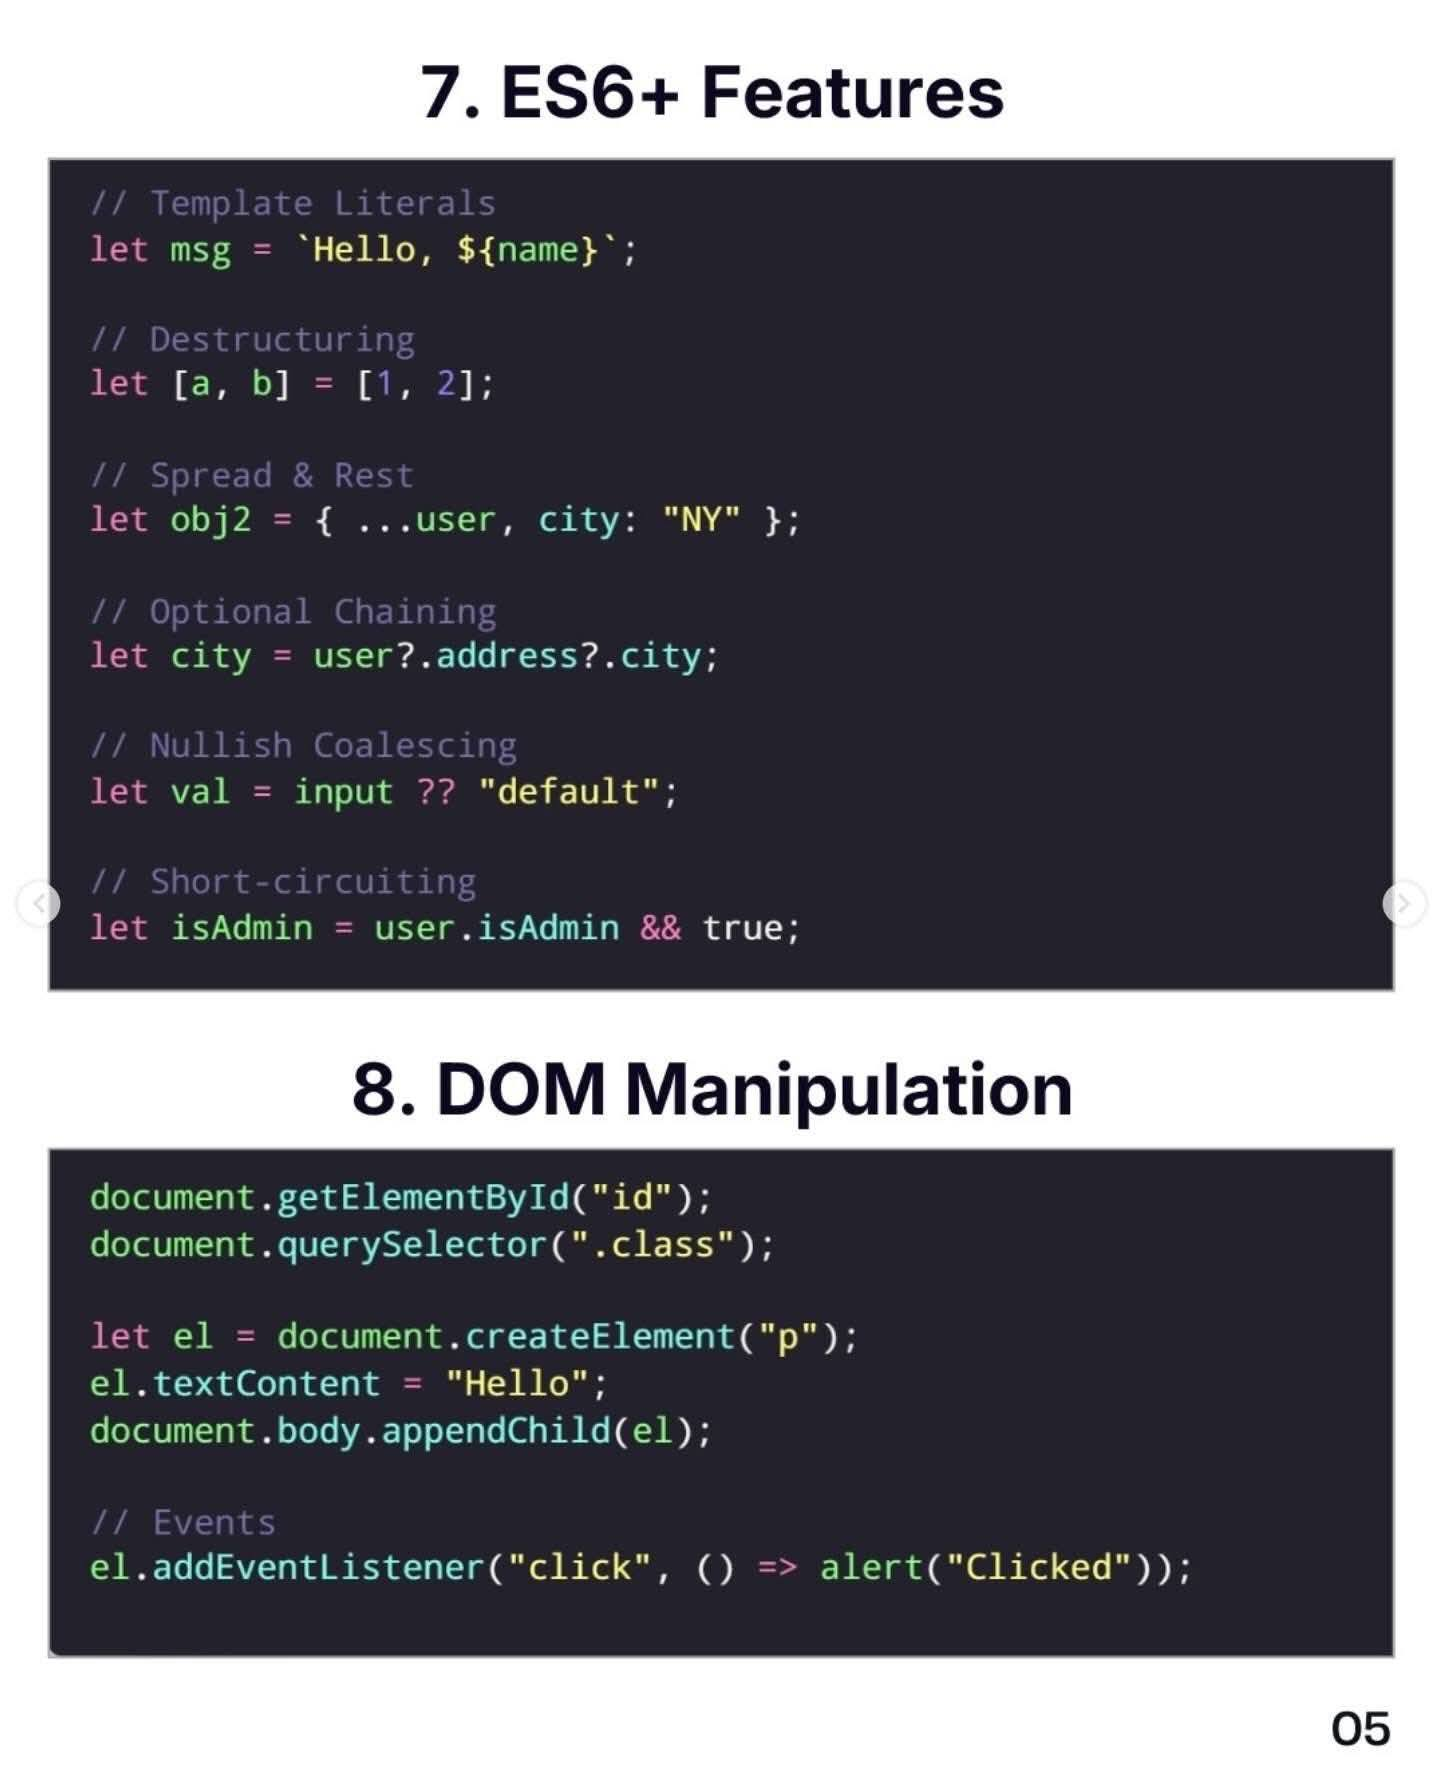 7. ES6+ Features
// Template Literals
let msg = `Hello, ${name}`;
// Destructuring
let [a, b] = [1, 2];
// Spread & Rest
let obj2 = { ...user, city: "NY" };
// Optional Chaining
let city = user?.address?.city;
// Nullish Coalescing
let val = input ?? "default";
// Short-circuiting
let isAdmin = user.isAdmin && true;
8. DOM Manipulation
document.getElementById("id");
document.querySelector(".class");
let el = document.createElement("p");
el.textContent = "Hello";
document.body.appendChild(el);
// Events
el.addEventListener("click", () => alert("Clicked"));
05